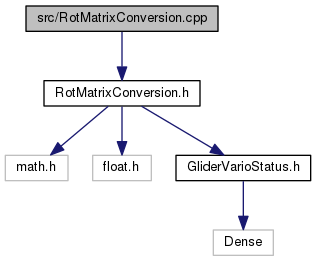 src/RotMatrixConversion.cpp
RotMatrixConversion.h
math.h
float.h
GliderVarioStatus.h
Dense